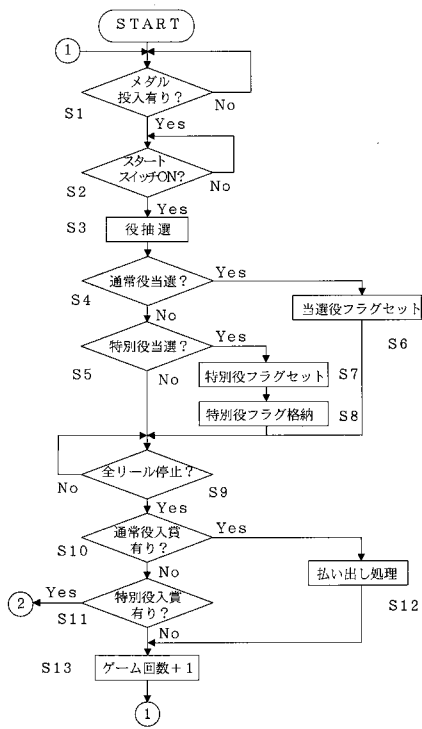 START
①
メダル
投入有り？
S1
No
Yes
スタート
スイッチON?
S2
No
Yes
S3
役抽選
通常役当選？
Yes
S4
No
当選役フラグセット
S6
特別役当選？
Yes
S5
No
特別役フラグセット
S7
特別役フラグ格納
S8
全リール停止？
No
S9
Yes
通常役入賞
有り？
Yes
S10
No
払い出し処理
S12
②
Yes
特別役入賞
有り？
S11
No
S13
ゲーム回数＋1
①